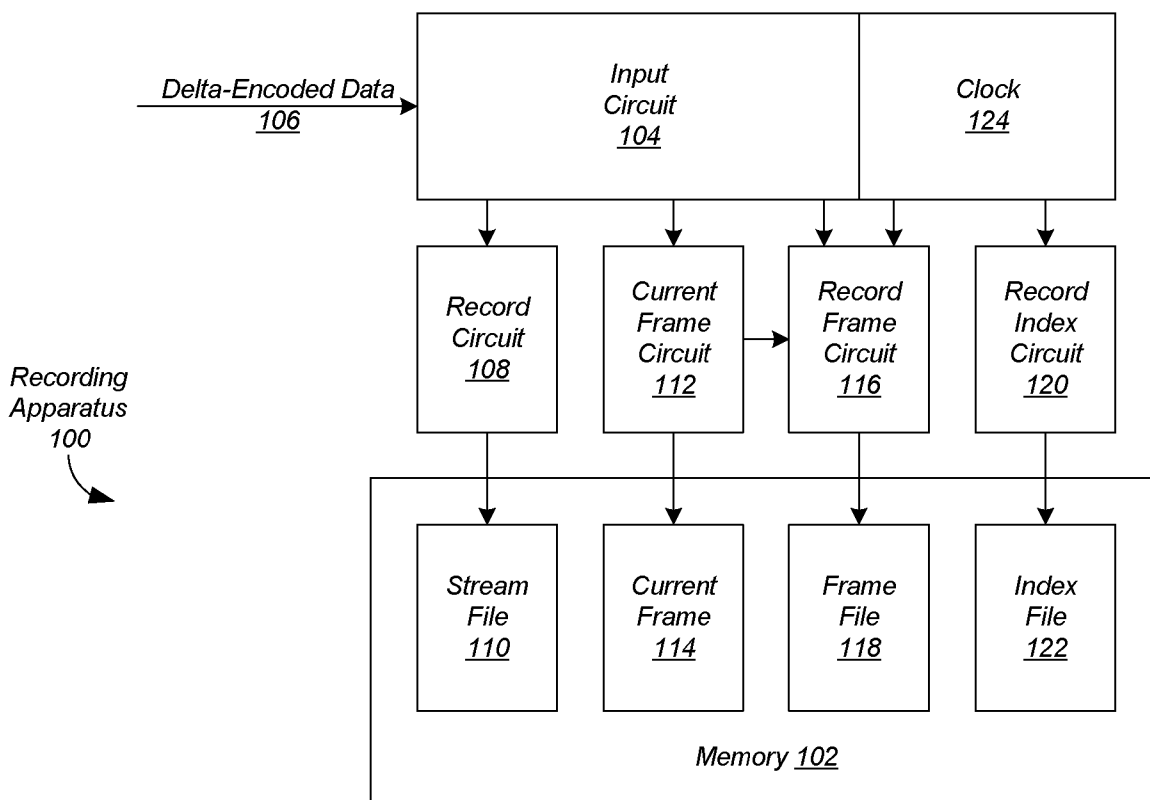 Delta-Encoded Data
106
Input
Circuit
104
Clock
124
Record
Circuit
108
Current
Frame
Circuit
112
Record
Frame
Circuit
116
Record
Index
Circuit
120
Recording
Apparatus
100
Stream
File
110
Current
Frame
114
Frame
File
118
Index
File
122
Memory 102